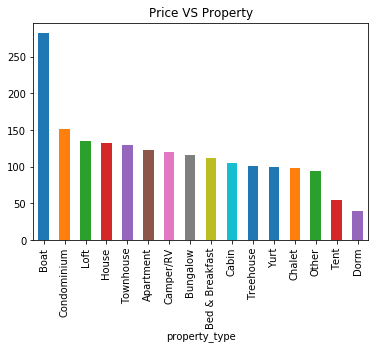 Price VS Property
250
200
150
100
50
0
Boat
Condominium
Loft
House
Townhouse
Apartment
Camper/RV
Bungalow
Bed & Breakfast
Cabin
Treehouse
Yurt
Chalet
Other
Tent
Dorm
property_type